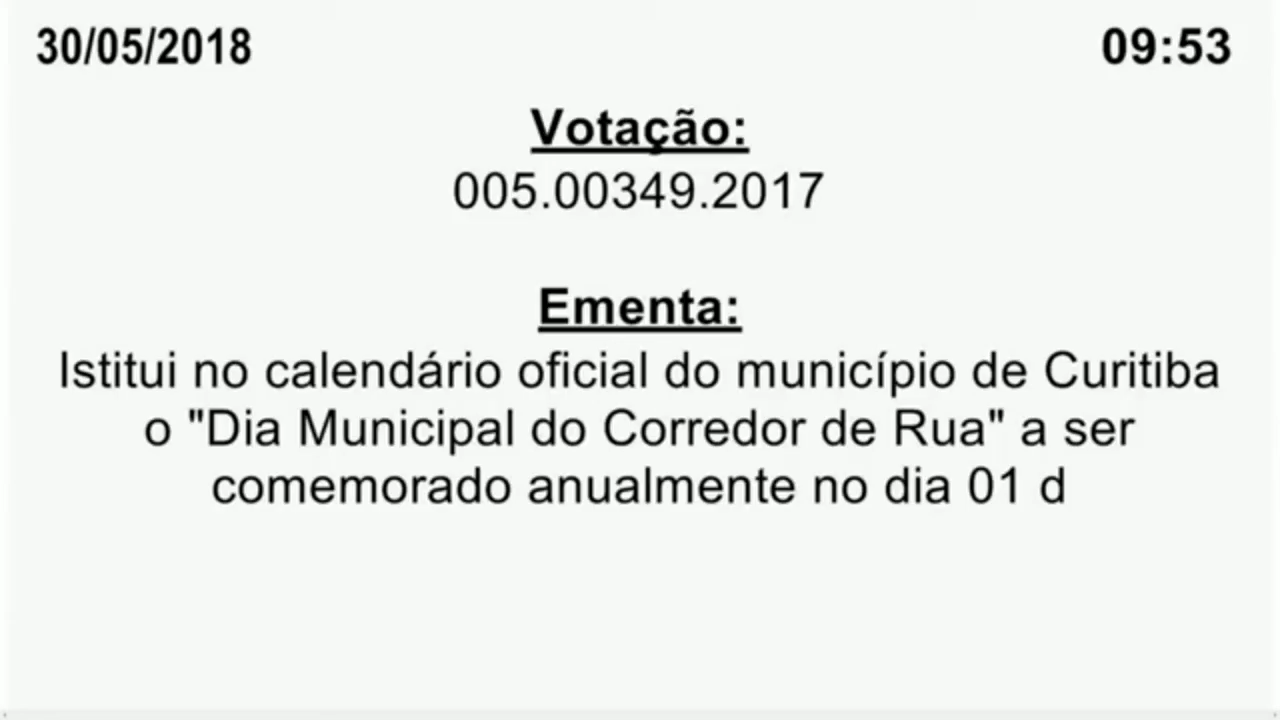 30/05/2018 09:53
Votação:
005.00349.2017
Ementa:
Istitui no calendário oficial do município de Curitiba
o "Dia Municipal do Corredor de Rua" a ser
comemorado anualmente no dia 01 d